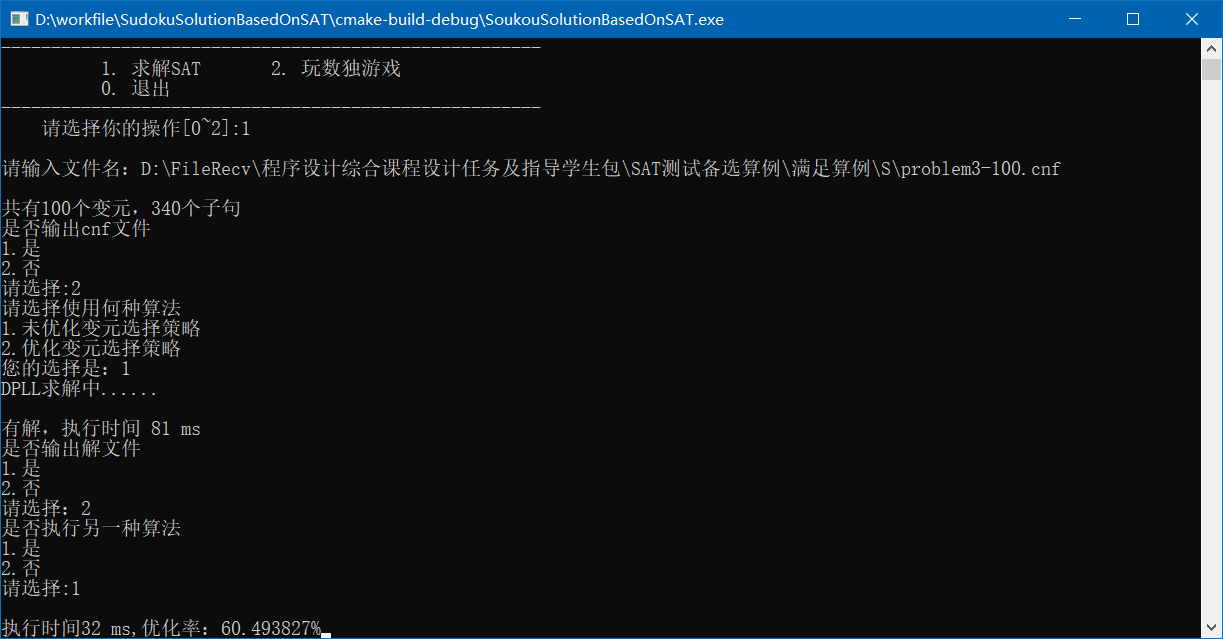 D:\workfile\SudokuSolutionBasedOnSAT\cmake-build-debug\SoukouSolutionBasedOnSAT.exe
------------------------------------------------------
1. 求解SAT 2. 玩数独游戏
0. 退出
------------------------------------------------------
请选择你的操作[0~2]:1
请输入文件名：D:\FileRecv\程序设计综合课程设计任务及指导学生包\SAT测试备选算例\满足算例\S\problem3-100.cnf
共有100个变元，340个子句
是否输出cnf文件
1.是
2.否
请选择:2
请选择使用何种算法
1.未优化变元选择策略
2.优化变元选择策略
您的选择是：1
DPLL求解中......
有解，执行时间 81 ms
是否输出解文件
1.是
2.否
请选择：2
是否执行另一种算法
1.是
2.否
请选择:1
执行时间32 ms,优化率：60.493827%